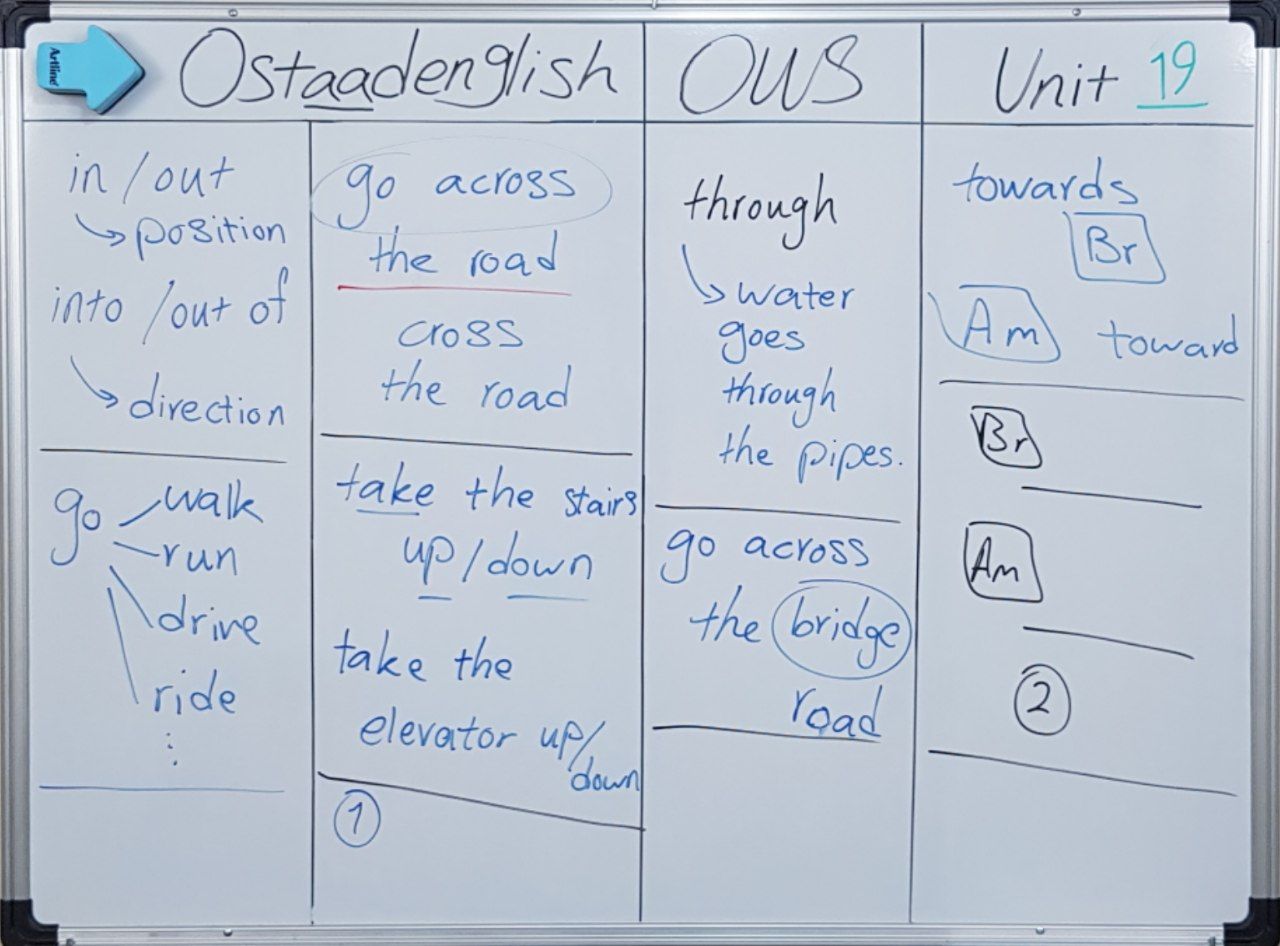 Artline
Ostaadenglish
OWS
Unit 19
in / out
position
into / out of
direction
go
walk
run
drive
ride
go across
the road
cross
the road
take the stairs
up / down
take the
elevator up/
down
1
through
water
goes
through
the pipes.
go across
the bridge
road
towards
Br
Am toward
Br
Am
2